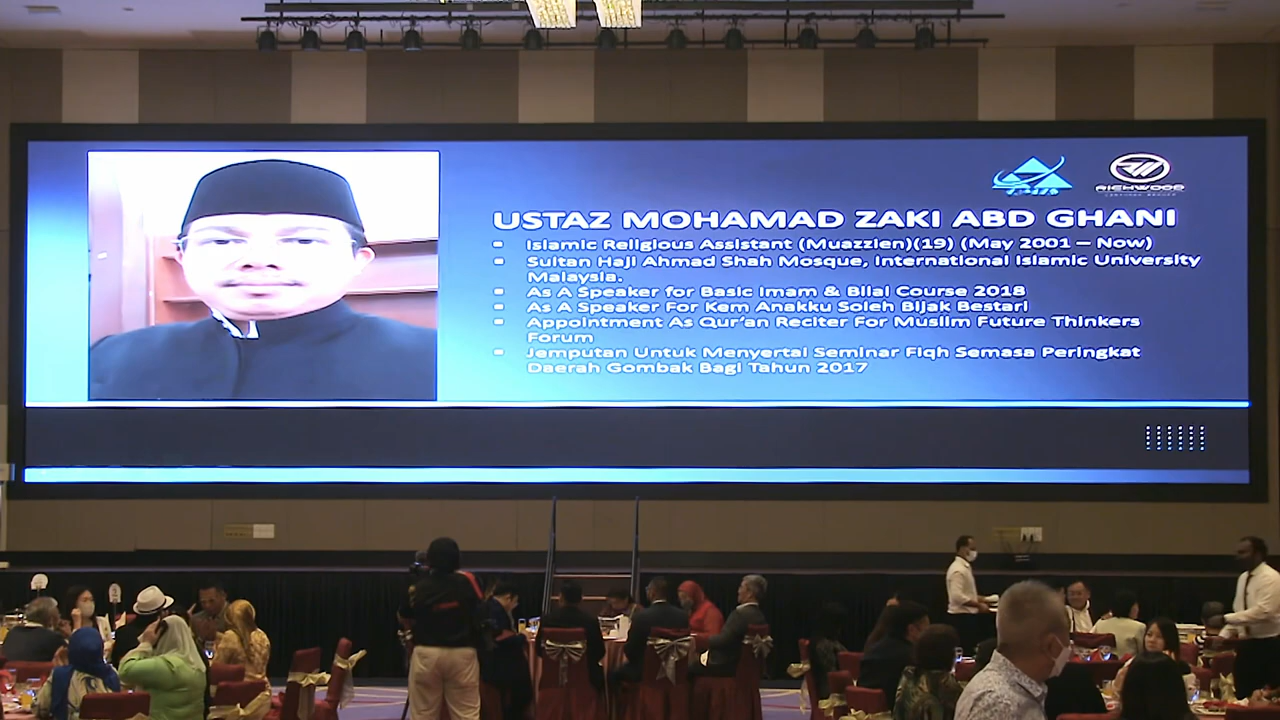 RICHWOOD
USTAZ MOHAMAD ZAKI ABD GHANI
Islamic Religious Assistant (Muazzien)(19) (May 2001 – Now)
Sultan Haji Ahmad Shah Mosque, International Islamic University
Malaysia.
As A Speaker for Basic Imam & Bilal Course 2018
As A Speaker For Kem Anakku Soleh Bijak Bestari
Appointment As Qur'an Reciter For Muslim Future Thinkers
Forum
Jemputan Untuk Menyertai Seminar Fiqh Semasa Peringkat
Daerah Gombak Bagi Tahun 2017